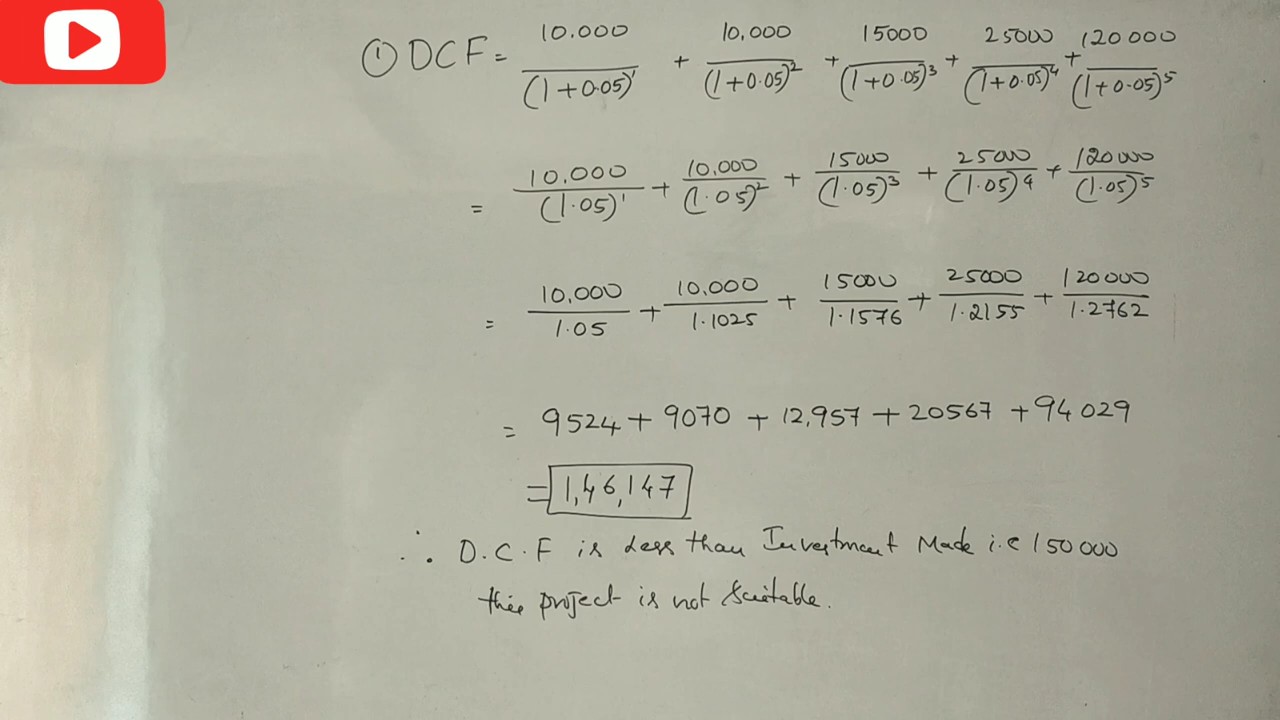 ① DCF = 10.000/(1+0.05)¹ + 10,000/(1+0.05)² + 15000/(1+0.05)³ + 25000/(1+0.05)⁴ + 120000/(1+0.05)⁵
= 10.000/(1.05)¹ + 10,000/(1.05)² + 15000/(1.05)³ + 25000/(1.05)⁴ + 120000/(1.05)⁵
= 10,000/1.05 + 10,000/1.1025 + 15000/1.1576 + 25000/1.2155 + 120000/1.2762
= 9524 + 9070 + 12,957 + 20567 + 94029
= 1,46,147
∴ D.C.F is Less than Investment Made i.e 150000
this project is not Suitable.